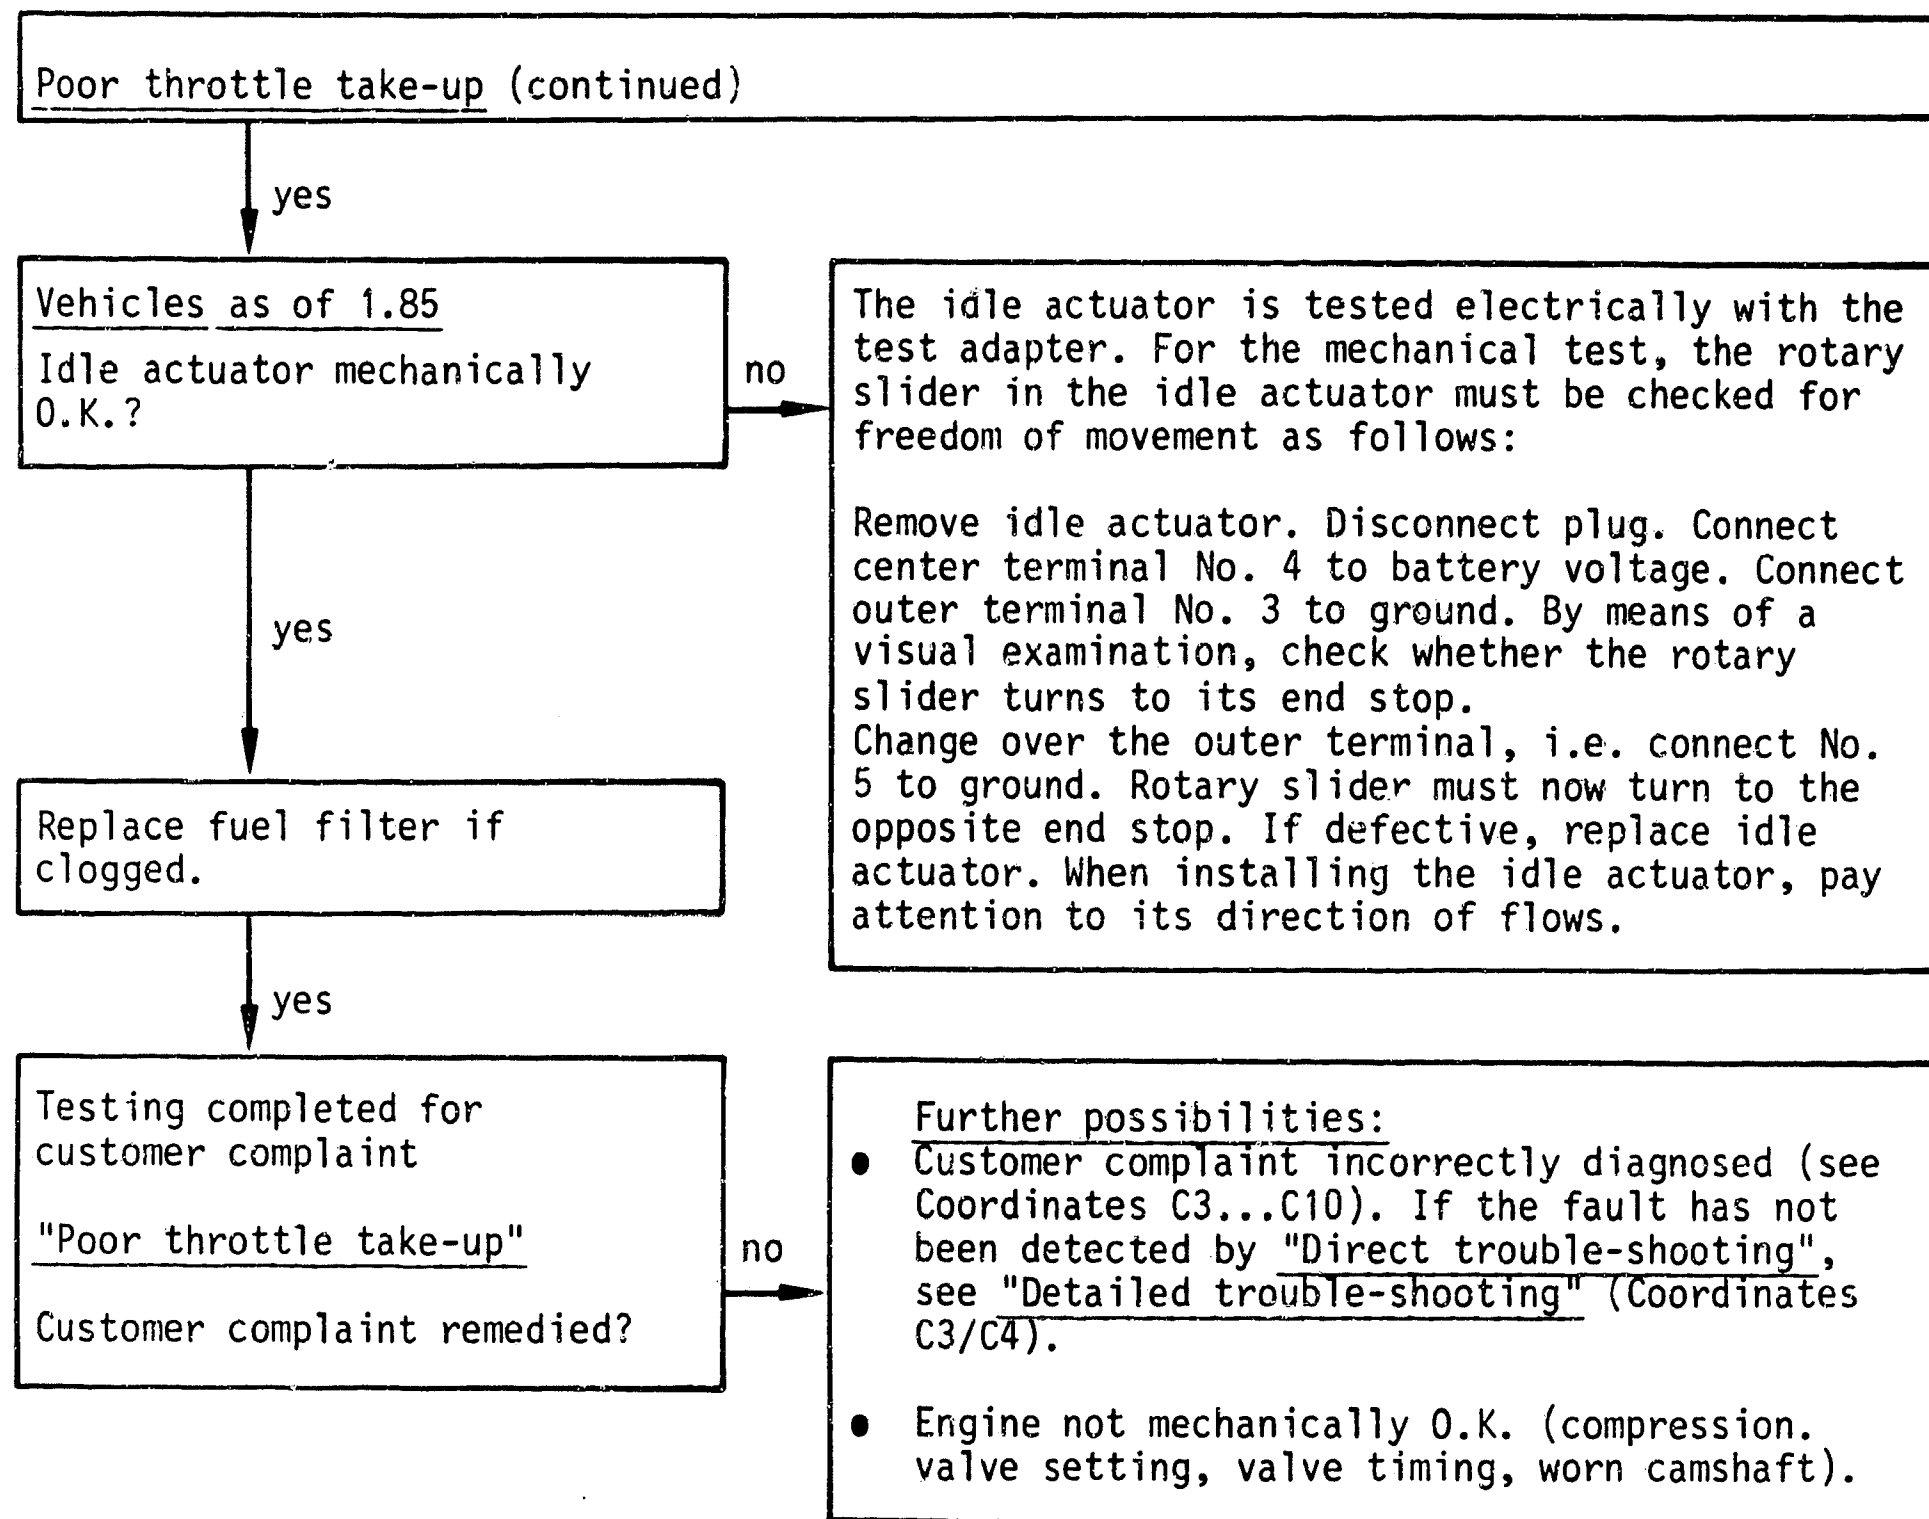 Poor throttle take-up (continued)
yes
Vehicles as of 1.85
Idle actuator mechanically
O.K.?
no
The idle actuator is tested electrically with the
test adapter. For the mechanical test, the rotary
slider in the idle actuator must be checked for
freedom of movement as follows:
Remove idle actuator. Disconnect plug. Connect
center terminal No. 4 to battery voltage. Connect
outer terminal No. 3 to ground. By means of a
visual examination, check whether the rotary
slider turns to its end stop.
Change over the outer terminal, i.e. connect No.
5 to ground. Rotary slider must now turn to the
opposite end stop. If defective, replace idle
actuator. When installing the idle actuator, pay
attention to its direction of flows.
yes
Replace fuel filter if
clogged.
yes
Testing completed for
customer complaint
"Poor throttle take-up"
Customer complaint remedied?
no
Further possibilities:
● Customer complaint incorrectly diagnosed (see
Coordinates C3...C10). If the fault has not
been detected by "Direct trouble-shooting",
see "Detailed trouble-shooting" (Coordinates
C3/C4).
● Engine not mechanically O.K. (compression.
valve setting, valve timing, worn camshaft).